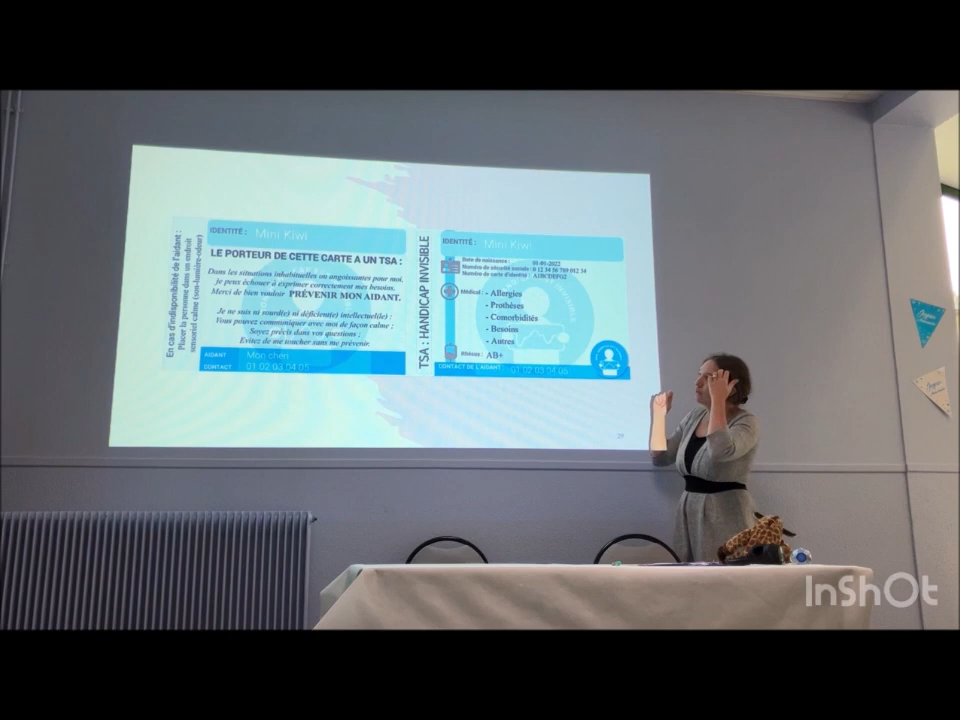 En cas d'indisponibilité de l'aidant :
Placer la personne dans un endroit
sensoriel calme (son-lumière-odeur)
IDENTITÉ : Mini Kiwi
LE PORTEUR DE CETTE CARTE A UN TSA :
Dans les situations inhabituelles ou angoissantes pour moi,
je peux échouer à exprimer correctement mes besoins.
Merci de bien vouloir PRÉVENIR MON AIDANT.
Je ne suis ni sourd(e) ni déficient(e) intellectuel(le) :
Vous pouvez communiquer avec moi de façon calme ;
Soyez précis dans vos questions ;
Evitez de me toucher sans me prévenir.
AIDANT Mon chéri
CONTACT 01 02 03 04 05
TSA : HANDICAP INVISIBLE
IDENTITÉ : Mini Kiwi
Date de naissance : 01-01-2022
Numéro de sécurité sociale : 0 12 34 56 789 012 34
Numéro de carte d'identité : A1BCDEFG2
Médical : - Allergies
- Prothèses
- Comorbidités
- Besoins
- Autres
Rhésus : AB+
CONTACT DE L'AIDANT : 01 02 03 04 05
InShOt